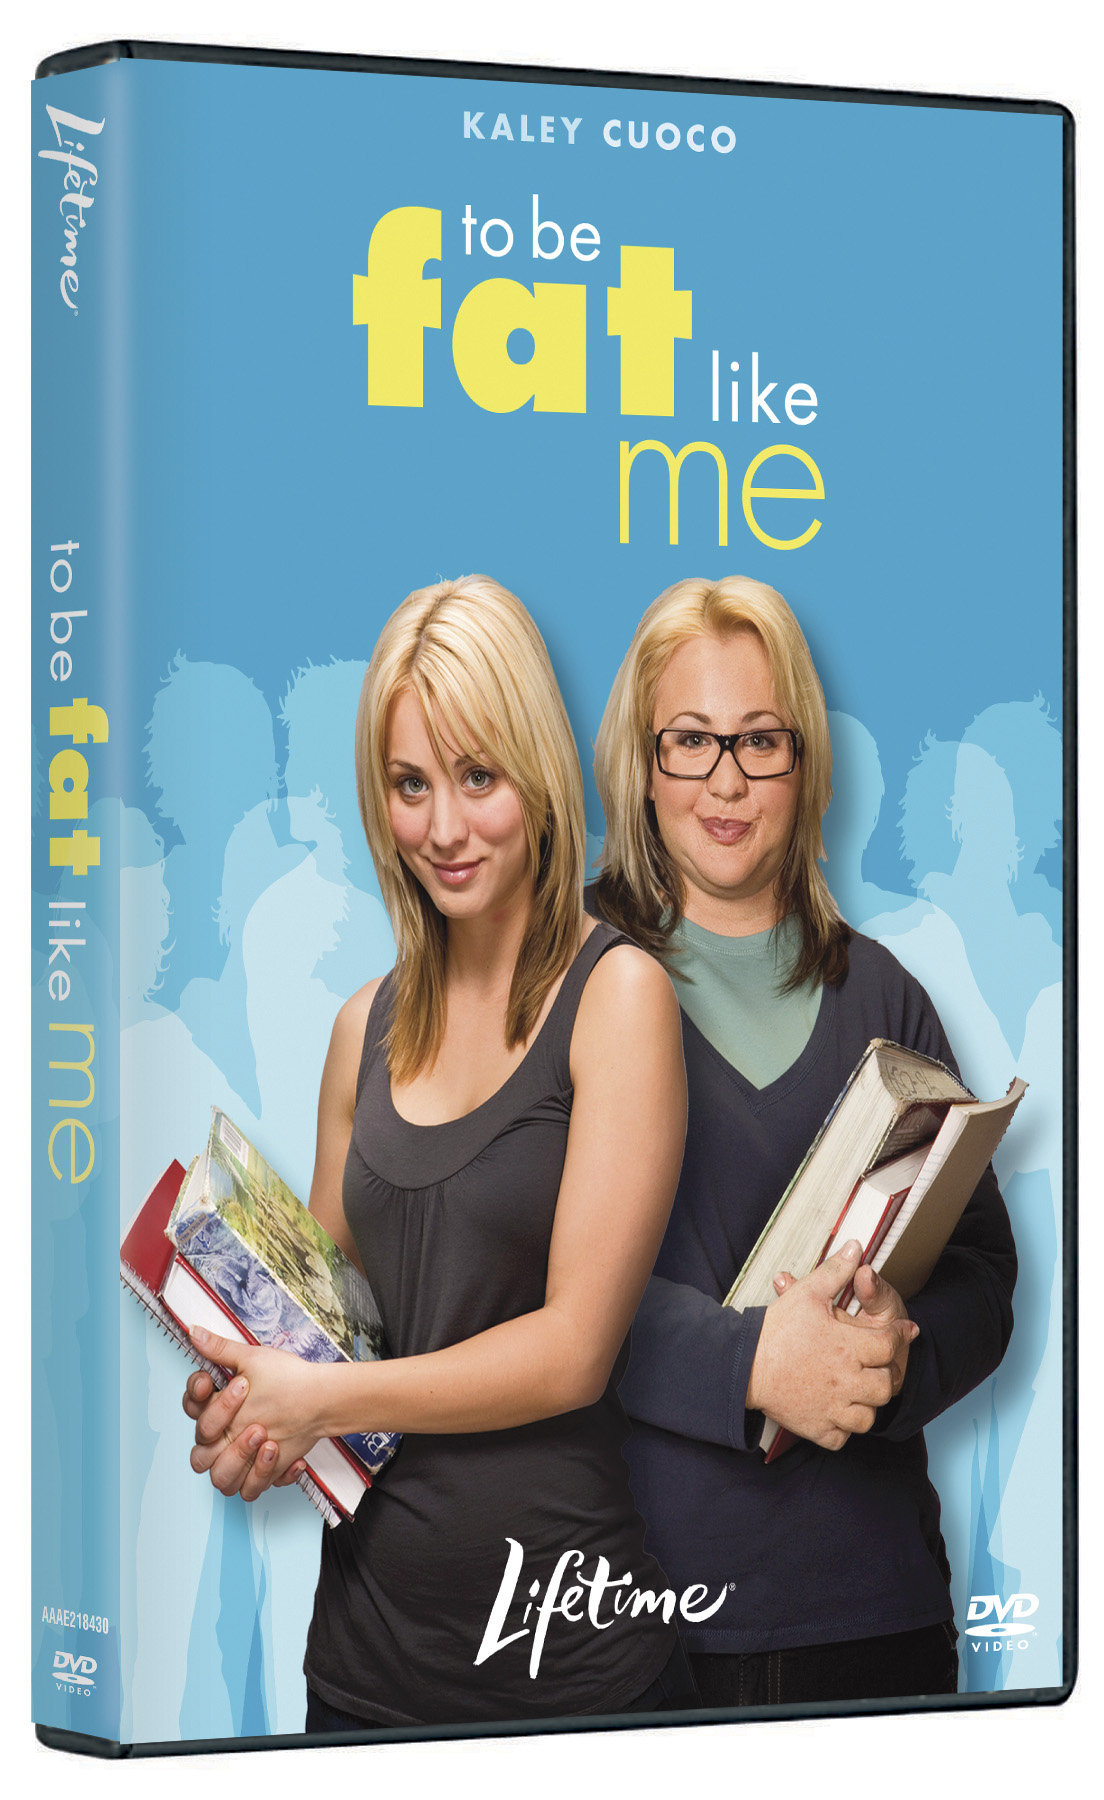 Lifetime
to be fat like me
AAAE218430
DVD
VIDEO
KALEY CUOCO
to be
fat
like
me
Lifetime®
DVD
VIDEO